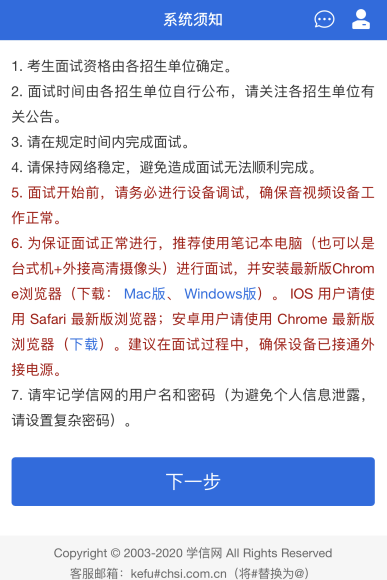 系统须知
1. 考生面试资格由各招生单位确定。
2. 面试时间由各招生单位自行公布，请关注各招生单位有
关公告。
3. 请在规定时间内完成面试。
4. 请保持网络稳定，避免造成面试无法顺利完成。
5. 面试开始前，请务必进行设备调试，确保音视频设备工
作正常。
6. 为保证面试正常进行，推荐使用笔记本电脑（也可以是
台式机+外接高清摄像头）进行面试，并安装最新版Chrom
e浏览器（下载： Mac版、 Windows版）。 IOS 用户请使
用 Safari 最新版浏览器；安卓用户请使用 Chrome 最新版
浏览器（下载）。建议在面试过程中，确保设备已接通外
接电源。
7. 请牢记学信网的用户名和密码（为避免个人信息泄露，
请设置复杂密码）。
下一步
Copyright © 2003-2020 学信网 All Rights Reserved
客服邮箱：kefu#chsi.com.cn（将#替换为@）